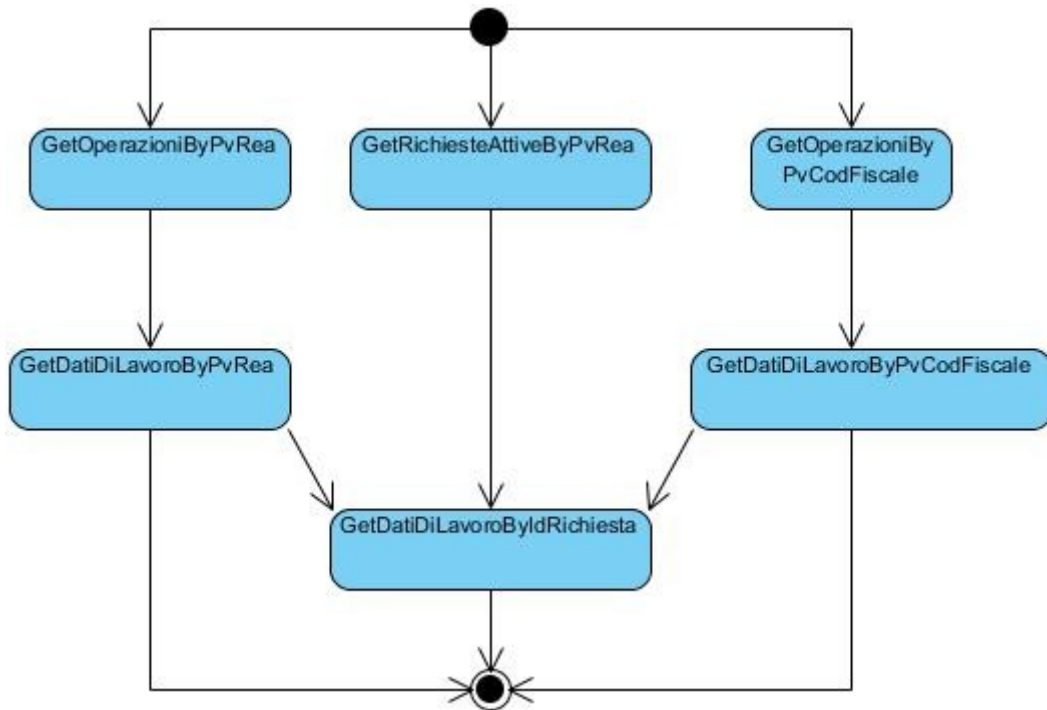 GetOperazioniByPvRea
GetRichiesteAttiveByPvRea
GetOperazioniBy
PvCodFiscale
GetDatiDiLavoroByPvRea
GetDatiDiLavoroByPvCodFiscale
GetDatiDiLavoroByIdRichiesta